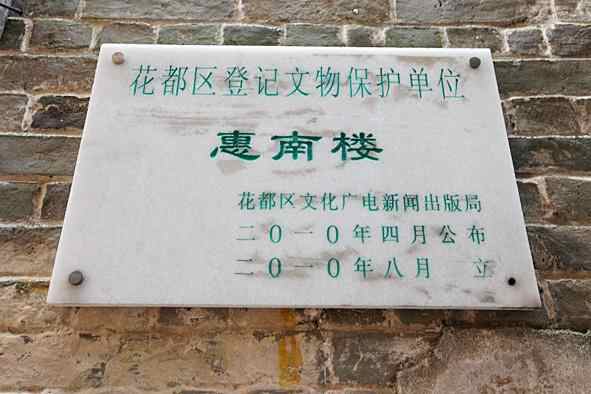 花都区登记文物保护单位
惠南楼
花都区文化广电新闻出版局
二〇一〇年四月公布
二〇一〇年八月 立